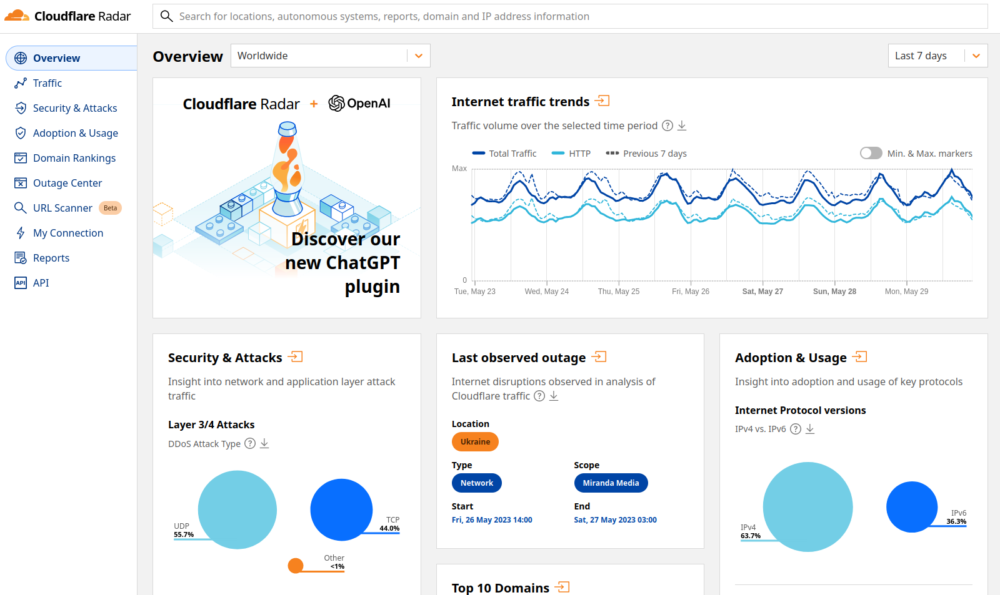 Cloudflare Radar
Search for locations, autonomous systems, reports, domain and IP address information
Overview
Traffic
Security & Attacks
Adoption & Usage
Domain Rankings
Outage Center
URL Scanner Beta
My Connection
Reports
API
Overview
Worldwide
Last 7 days
Cloudflare Radar + OpenAI
Discover our
new ChatGPT
plugin
Internet traffic trends
Traffic volume over the selected time period ?
Total Traffic
HTTP
Previous 7 days
Min. & Max. markers
Max
0
Tue, May 23
Wed, May 24
Thu, May 25
Fri, May 26
Sat, May 27
Sun, May 28
Mon, May 29
Security & Attacks
Insight into network and application layer attack
traffic
Layer 3/4 Attacks
DDoS Attack Type ?
UDP
55.7%
TCP
44.0%
Other
<1%
Last observed outage
Internet disruptions observed in analysis of
Cloudflare traffic ?
Location
Ukraine
Type
Network
Scope
Miranda Media
Start
Fri, 26 May 2023 14:00
End
Sat, 27 May 2023 03:00
Top 10 Domains
Adoption & Usage
Insight into adoption and usage of key protocols
Internet Protocol versions
IPv4 vs. IPv6 ?
IPv4
63.7%
IPv6
36.3%